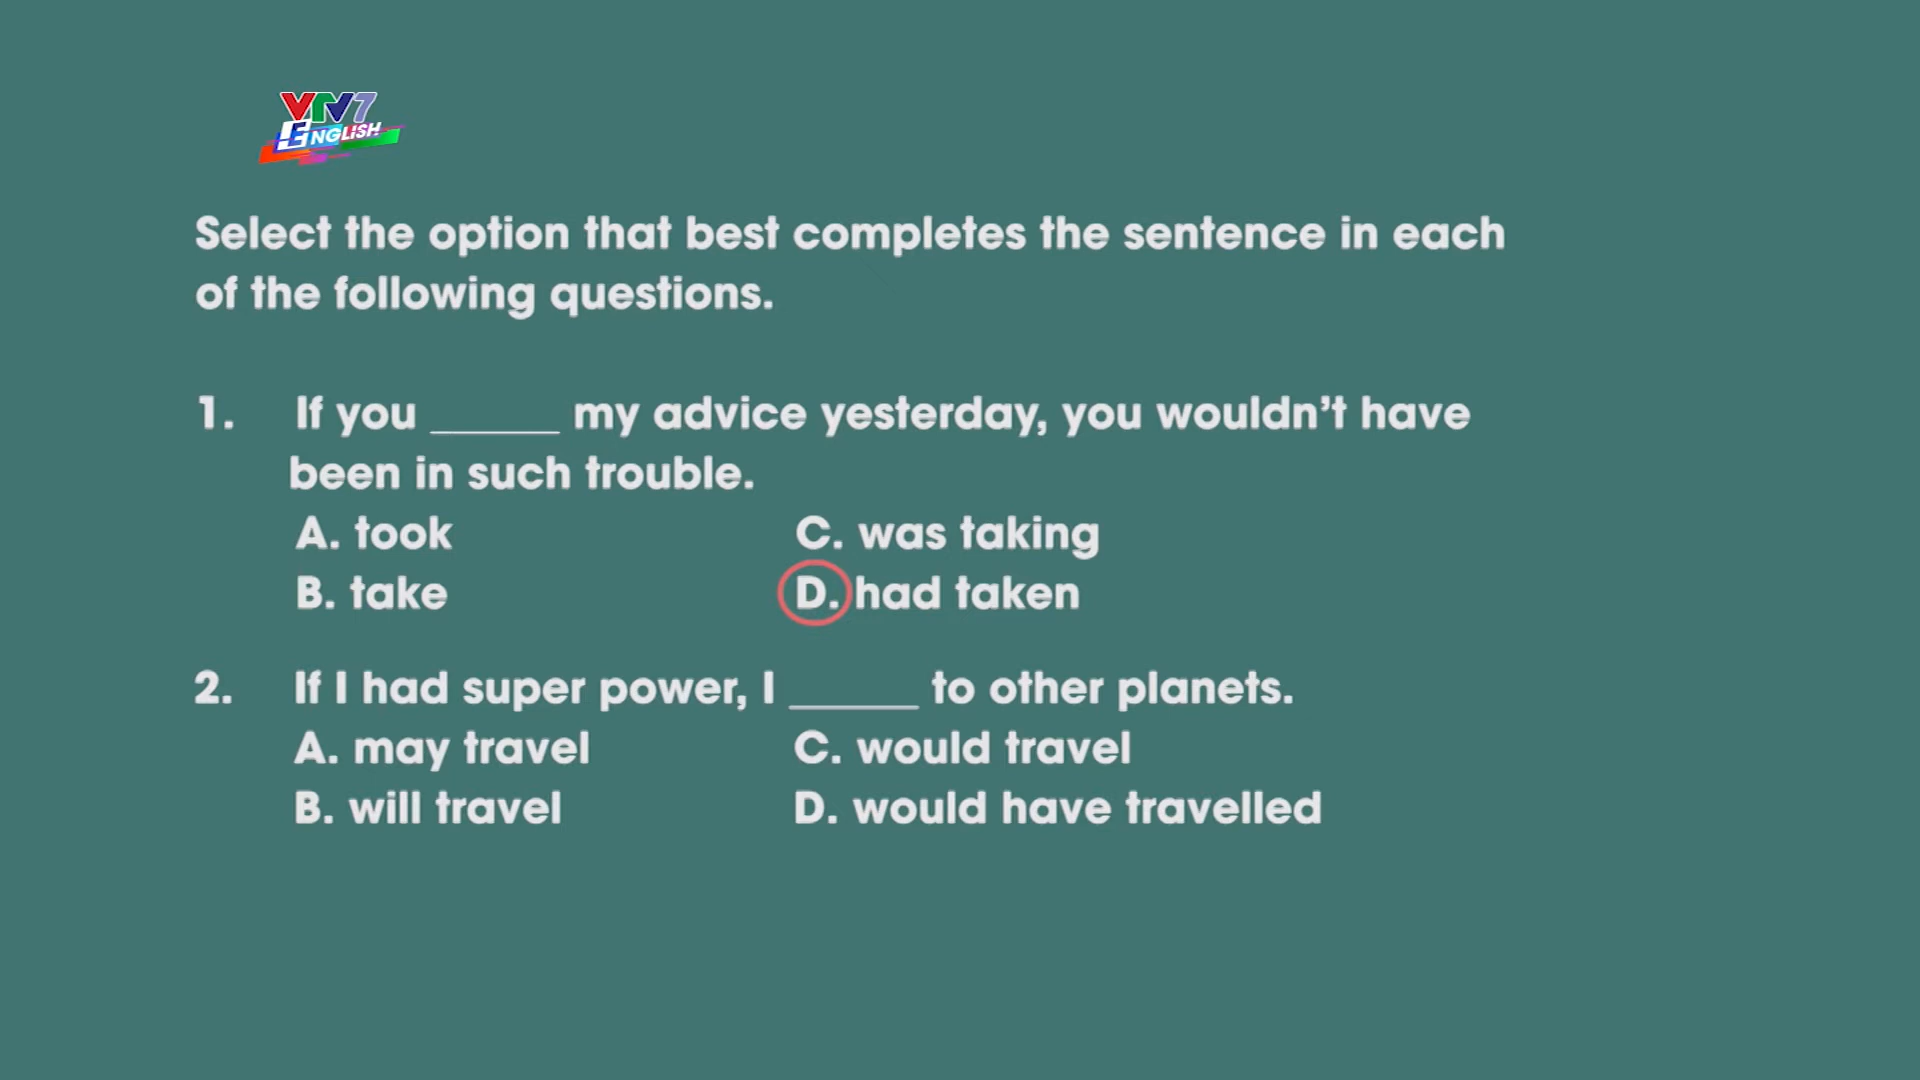 VTV7
ENGLISH
Select the option that best completes the sentence in each
of the following questions.
1. If you ______ my advice yesterday, you wouldn't have
been in such trouble.
A. took C. was taking
B. take D. had taken
2. If I had super power, I ______ to other planets.
A. may travel C. would travel
B. will travel D. would have travelled